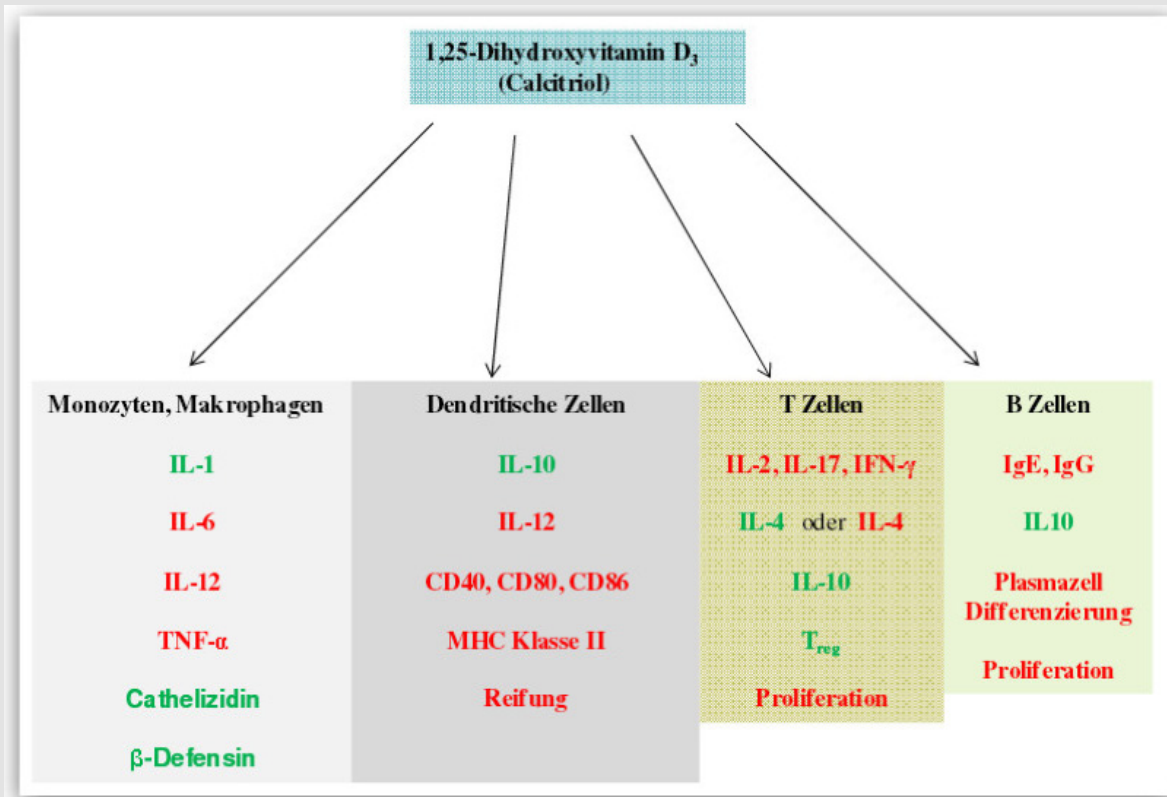 1,25-Dihydroxyvitamin D₃
(Calcitriol)
Monozyten, Makrophagen
IL-1
IL-6
IL-12
TNF-α
Cathelizidin
β-Defensin
Dendritische Zellen
IL-10
IL-12
CD40, CD80, CD86
MHC Klasse II
Reifung
T Zellen
IL-2, IL-17, IFN-γ
IL-4 oder IL-4
IL-10
Treg
Proliferation
B Zellen
IgE, IgG
IL10
Plasmazell
Differenzierung
Proliferation